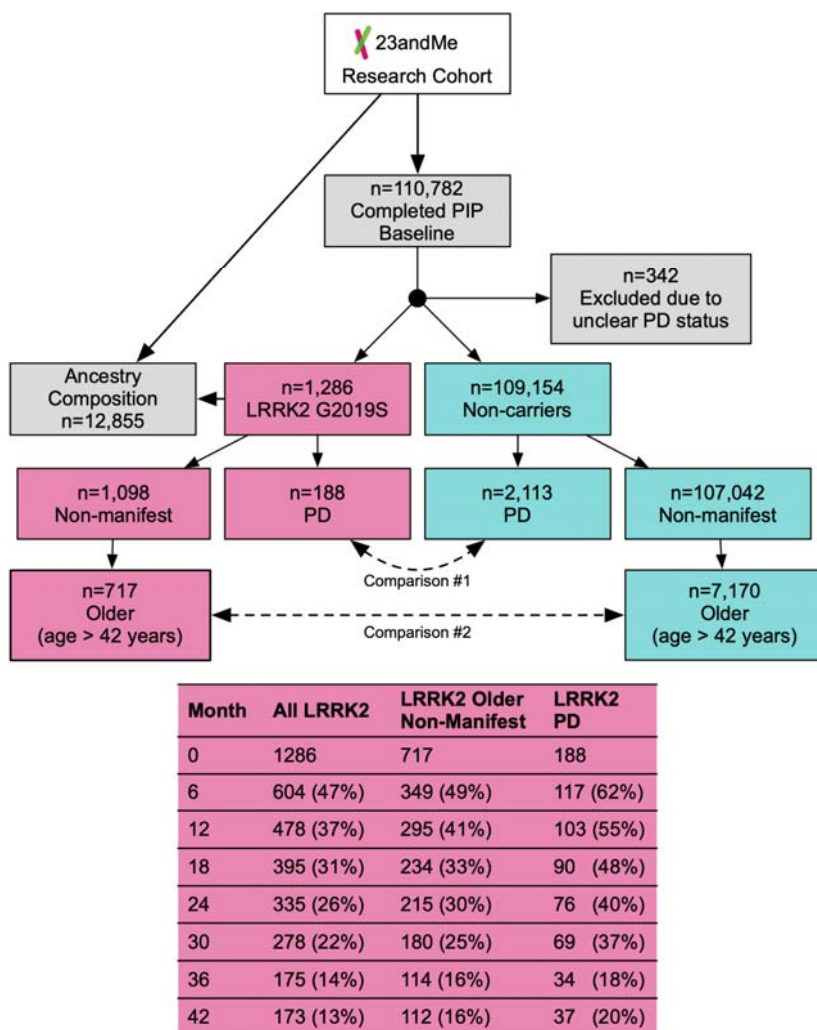 23andMe
Research Cohort
n=110,782
Completed PIP
Baseline
n=342
Excluded due to
unclear PD status
Ancestry
Composition
n=12,855
n=1,286
LRRK2 G2019S
n=109,154
Non-carriers
n=1,098
Non-manifest
n=188
PD
n=2,113
PD
n=107,042
Non-manifest
Comparison #1
n=717
Older
(age > 42 years)
Comparison #2
n=7,170
Older
(age > 42 years)
Month All LRRK2 LRRK2 Older Non-Manifest LRRK2 PD
0 1286 717 188
6 604 (47%) 349 (49%) 117 (62%)
12 478 (37%) 295 (41%) 103 (55%)
18 395 (31%) 234 (33%) 90 (48%)
24 335 (26%) 215 (30%) 76 (40%)
30 278 (22%) 180 (25%) 69 (37%)
36 175 (14%) 114 (16%) 34 (18%)
42 173 (13%) 112 (16%) 37 (20%)